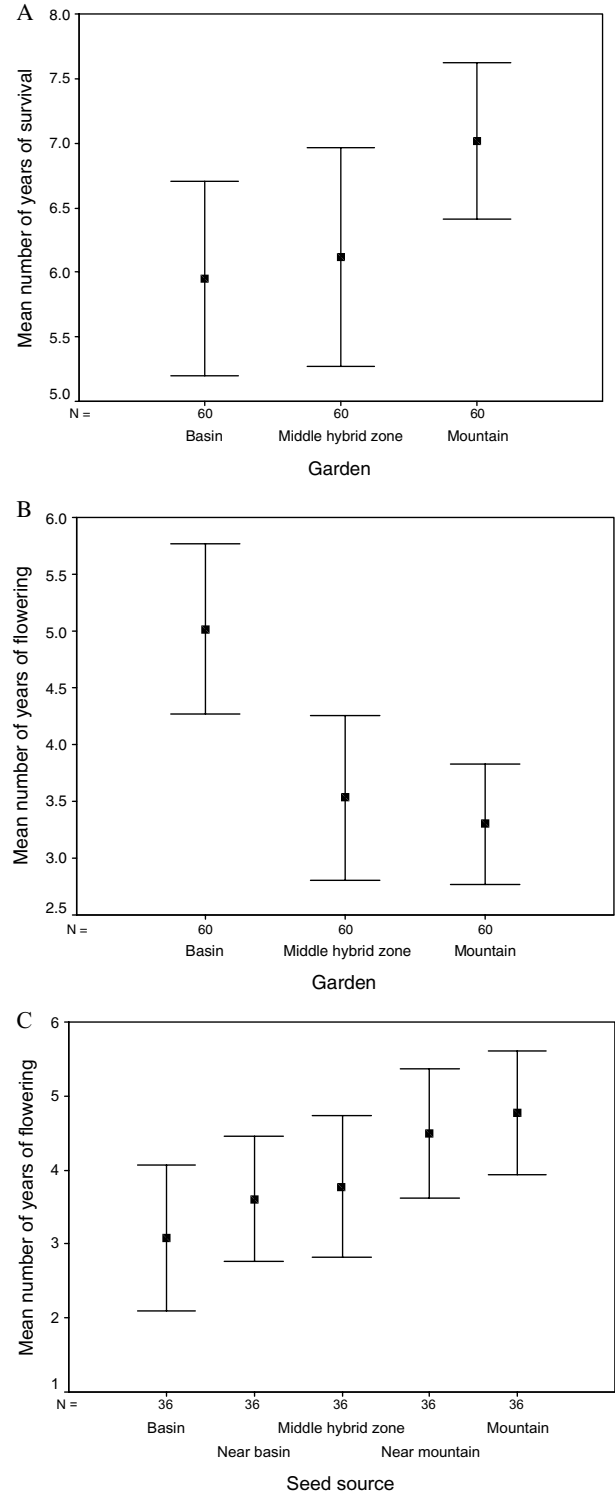 A
Mean number of years of survival
8.0
7.5
7.0
6.5
6.0
5.5
5.0
N = 60 60 60
Basin Middle hybrid zone Mountain
Garden
B
Mean number of years of flowering
6.0
5.5
5.0
4.5
4.0
3.5
3.0
2.5
N = 60 60 60
Basin Middle hybrid zone Mountain
Garden
C
Mean number of years of flowering
6
5
4
3
2
1
N = 36 36 36 36 36
Basin Middle hybrid zone Mountain
Near basin Near mountain
Seed source